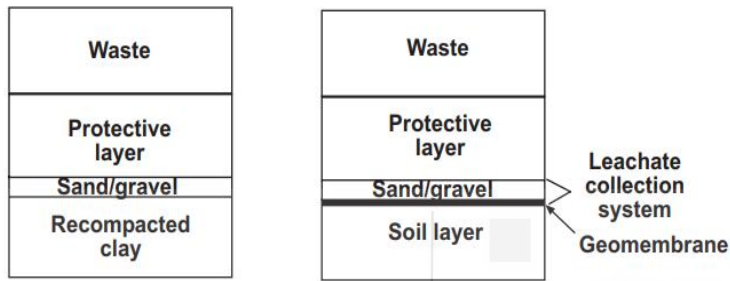 Waste
Protective
layer
Sand/gravel
Recompacted
clay
Waste
Protective
layer
Sand/gravel
Soil layer
Leachate
collection
system
Geomembrane